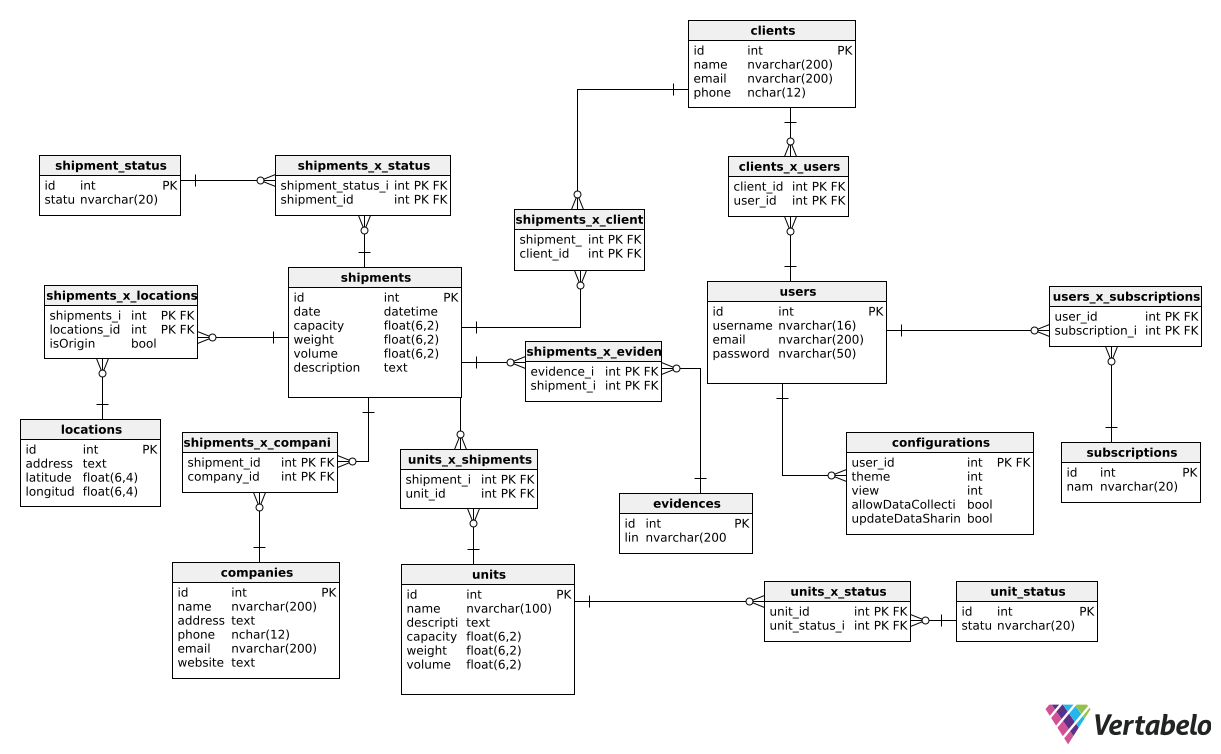 clients
id int PK
name nvarchar(200)
email nvarchar(200)
phone nchar(12)
shipment_status
id int PK
statu nvarchar(20)
shipments_x_status
shipment_status_i int PK FK
shipment_id int PK FK
clients_x_users
client_id int PK FK
user_id int PK FK
shipments_x_client
shipment_ int PK FK
client_id int PK FK
shipments
id int PK
date datetime
capacity float(6,2)
weight float(6,2)
volume float(6,2)
description text
shipments_x_locations
shipments_i int PK FK
locations_id int PK FK
isOrigin bool
users
id int PK
username nvarchar(16)
email nvarchar(200)
password nvarchar(50)
users_x_subscriptions
user_id int PK FK
subscription_i int PK FK
shipments_x_eviden
evidence_i int PK FK
shipment_i int PK FK
locations
id int PK
address text
latitude float(6,4)
longitud float(6,4)
shipments_x_compani
shipment_id int PK FK
company_id int PK FK
units_x_shipments
shipment_i int PK FK
unit_id int PK FK
configurations
user_id int PK FK
theme int
view int
allowDataCollecti bool
updateDataSharin bool
subscriptions
id int PK
nam nvarchar(20)
evidences
id int PK
lin nvarchar(200
companies
id int PK
name nvarchar(200)
address text
phone nchar(12)
email nvarchar(200)
website text
units
id int PK
name nvarchar(100)
descripti text
capacity float(6,2)
weight float(6,2)
volume float(6,2)
units_x_status
unit_id int PK FK
unit_status_i int PK FK
unit_status
id int PK
statu nvarchar(20)
Vertabelo